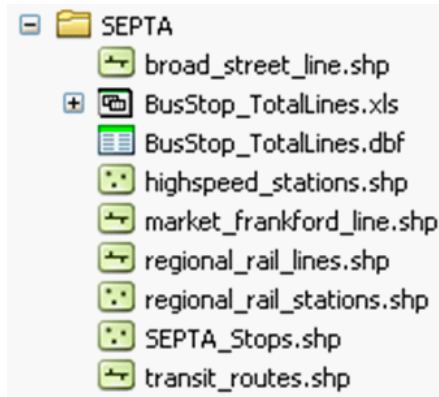 SEPTA
broad_street_line.shp
BusStop_TotalLines.xls
BusStop_TotalLines.dbf
highspeed_stations.shp
market_frankford_line.shp
regional_rail_lines.shp
regional_rail_stations.shp
SEPTA_Stops.shp
transit_routes.shp